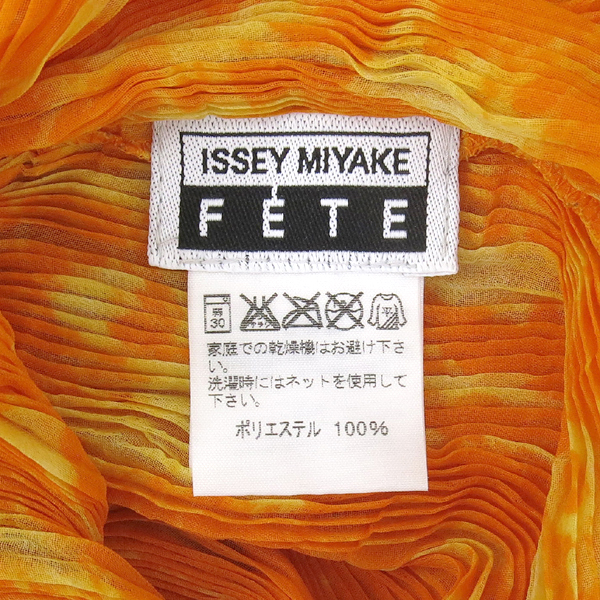 ISSEY MIYAKE
FÊTE
弱
30
平
家庭での乾燥機はお避け下さ
い。
洗濯時にはネットを使用して
下さい。
ポリエステル 100%